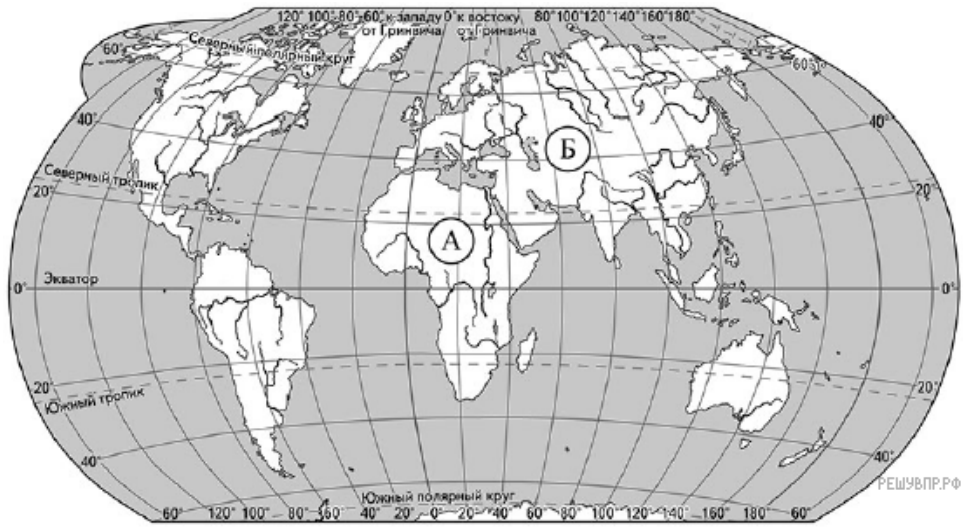 120° 100° 80° 60° к западу 0° к востоку 80° 100° 120° 140° 160° 180°
от Гринвича от Гринвича
60° Северный полярный круг 60°
40° 40°
Б
Северный тропик
20° 20°
А
Экватор
0° 0°
20° 20°
Южный тропик
40° 40°
РЕШУВПР.РФ
Южный полярный круг
60° 120° 100° 80° 60° 40° 20° 0° 20° 40° 60° 80° 100° 120° 140° 160° 60°